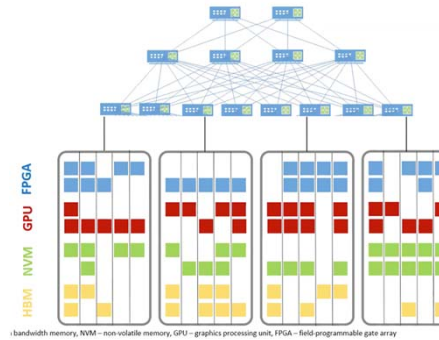 FPGA
GPU
NVM
HBM
bandwidth memory, NVM – non-volatile memory, GPU – graphics processing unit, FPGA – field-programmable gate array